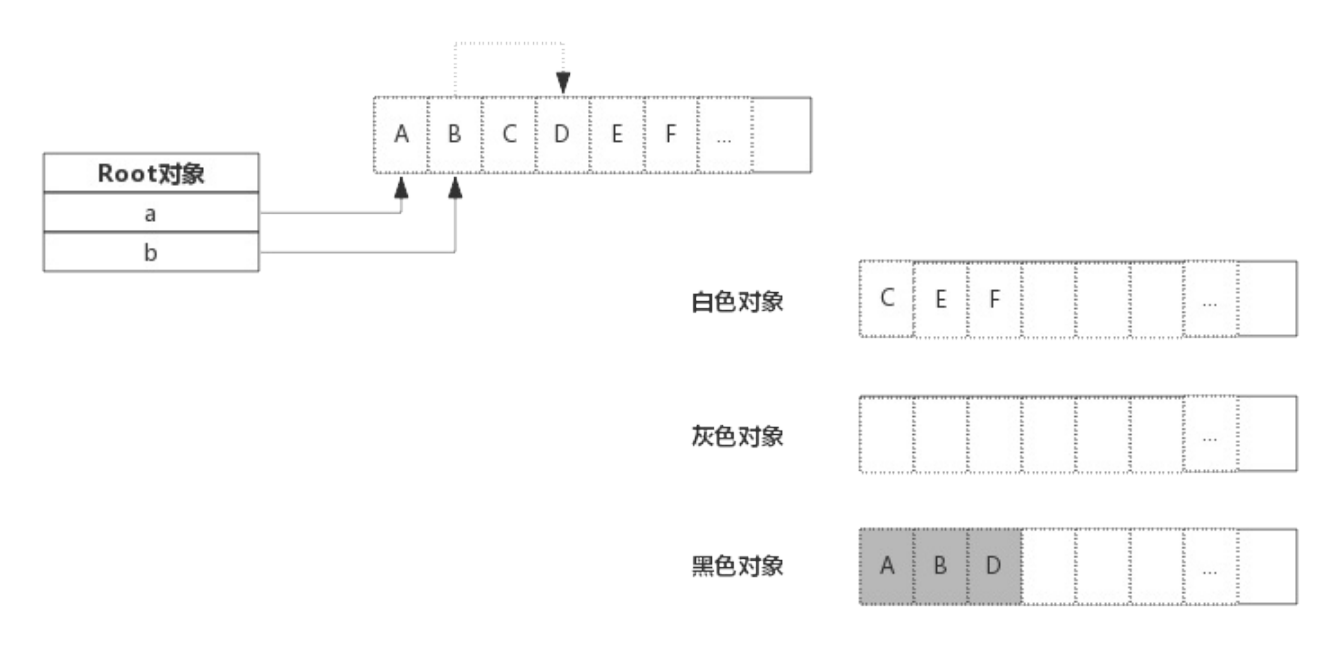 A B C D E F ...
Root对象
a
b
白色对象 C E F ...
灰色对象 ...
黑色对象 A B D ...